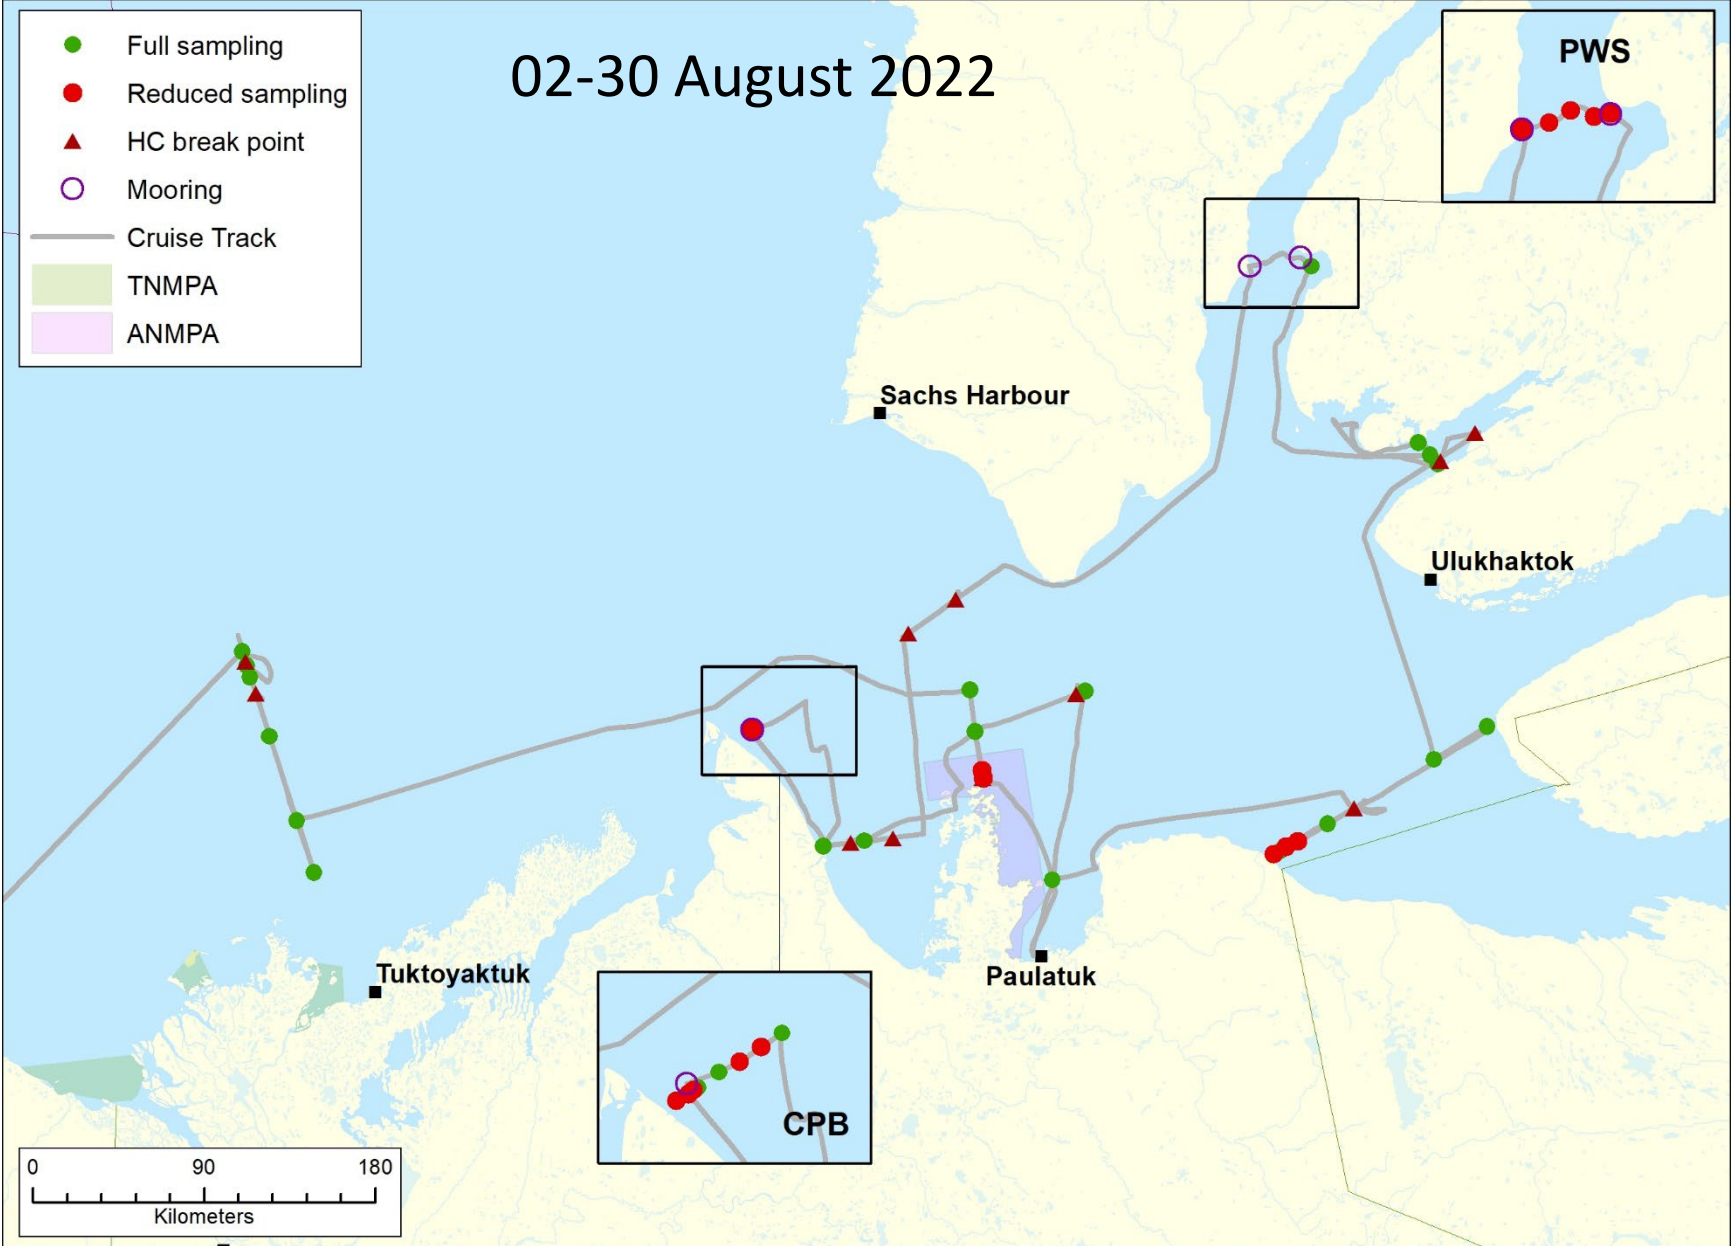 02-30 August 2022
Full sampling
Reduced sampling
HC break point
Mooring
Cruise Track
TNMPA
ANMPA
PWS
Sachs Harbour
Ulukhaktok
Tuktoyaktuk
Paulatuk
CPB
0 90 180
Kilometers